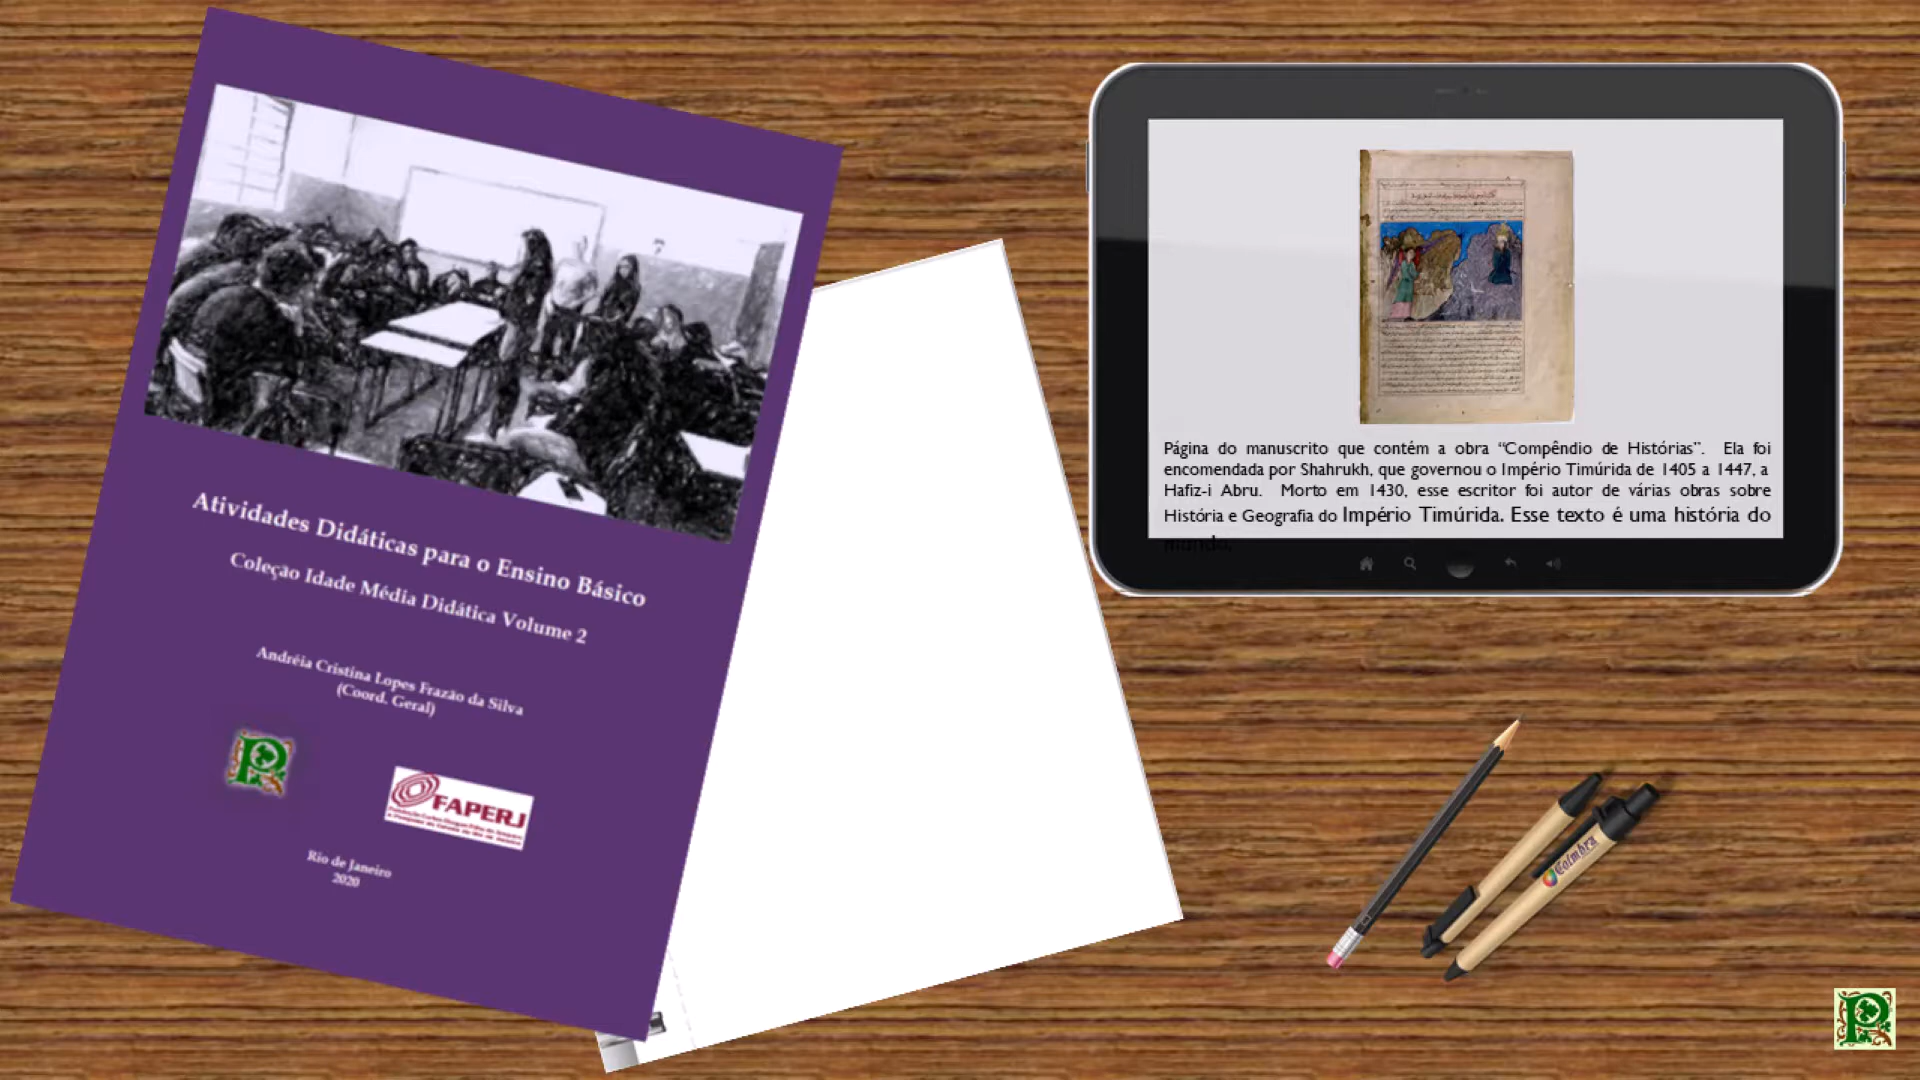 Atividades Didáticas para o Ensino Básico
Coleção Idade Média Didática Volume 2
Andréia Cristina Lopes Frazão da Silva
(Coord. Geral)
FAPERJ
Rio de Janeiro
2020
Página do manuscrito que contém a obra “Compêndio de Histórias”. Ela foi
encomendada por Shahrukh, que governou o Império Timúrida de 1405 a 1447, a
Hafiz-i Abru. Morto em 1430, esse escritor foi autor de várias obras sobre
História e Geografia do Império Timúrida. Esse texto é uma história do
mundo.
Coimbra
P